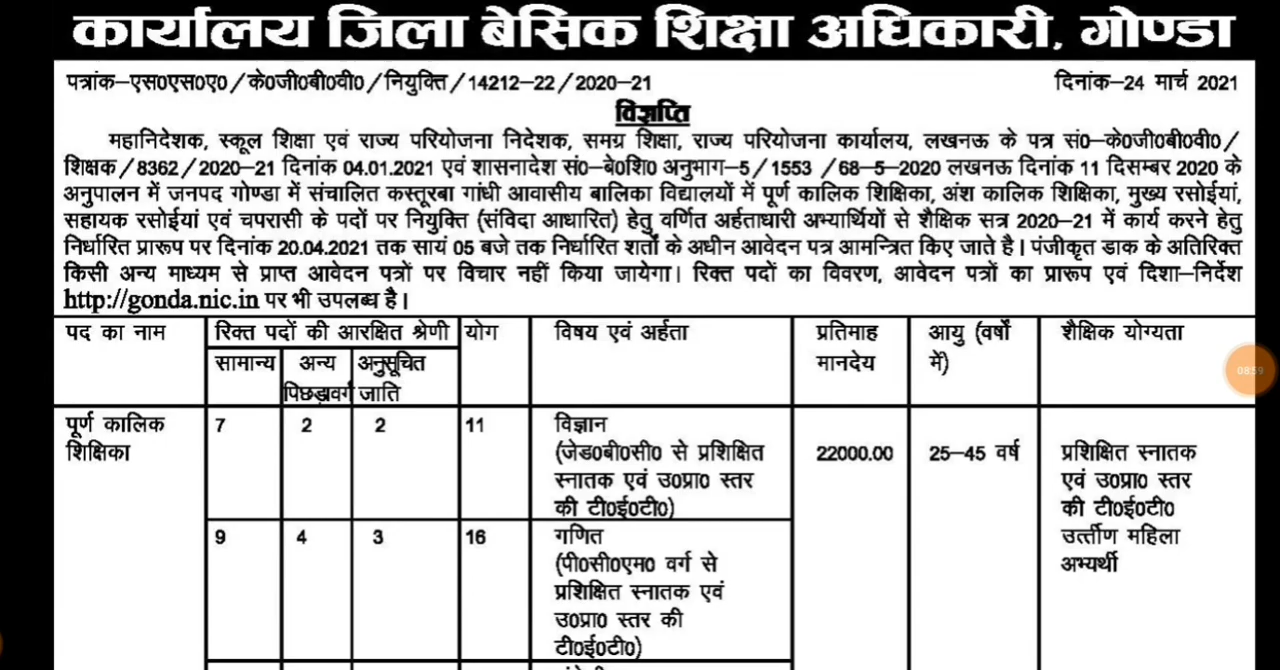 कार्यालय जिला बेसिक शिक्षा अधिकारी, गोण्डा
पत्रांक–एस0एस0ए0/के0जी0बी0वी0/नियुक्ति/14212-22/2020-21 दिनांक–24 मार्च 2021
विज्ञप्ति
महानिदेशक, स्कूल शिक्षा एवं राज्य परियोजना निदेशक, समग्र शिक्षा, राज्य परियोजना कार्यालय, लखनऊ के पत्र सं0–के0जी0बी0वी0/
शिक्षक/8362/2020-21 दिनांक 04.01.2021 एवं शासनादेश सं0–बे0शि0 अनुभाग-5/1553/68-5-2020 लखनऊ दिनांक 11 दिसम्बर 2020 के
अनुपालन में जनपद गोण्डा में संचालित कस्तूरबा गांधी आवासीय बालिका विद्यालयों में पूर्ण कालिक शिक्षिका, अंश कालिक शिक्षिका, मुख्य रसोईयां,
सहायक रसोईयां एवं चपरासी के पदों पर नियुक्ति (संविदा आधारित) हेतु वर्णित अर्हताधारी अभ्यार्थियों से शैक्षिक सत्र 2020-21 में कार्य करने हेतु
निर्धारित प्रारूप पर दिनांक 20.04.2021 तक सायं 05 बजे तक निर्धारित शर्तों के अधीन आवेदन पत्र आमन्त्रित किए जाते है। पंजीकृत डाक के अतिरिक्त
किसी अन्य माध्यम से प्राप्त आवेदन पत्रों पर विचार नहीं किया जायेगा। रिक्त पदों का विवरण, आवेदन पत्रों का प्रारूप एवं दिशा–निर्देश
http://gonda.nic.in पर भी उपलब्ध है।
पद का नाम रिक्त पदों की आरक्षित श्रेणी योग विषय एवं अर्हता प्रतिमाह आयु (वर्षों शैक्षिक योग्यता
सामान्य अन्य अनुसूचित मानदेय में)
पिछड़ावर्ग जाति
08:59
पूर्ण कालिक 7 2 2 11 विज्ञान
शिक्षिका (जेड0बी0सी0 से प्रशिक्षित 22000.00 25–45 वर्ष प्रशिक्षित स्नातक
स्नातक एवं उ0प्रा0 स्तर एवं उ0प्रा0 स्तर
की टी0ई0टी0) की टी0ई0टी0
9 4 3 16 गणित उर्त्तीण महिला
(पी0सी0एम0 वर्ग से अभ्यर्थी
प्रशिक्षित स्नातक एवं
उ0प्रा0 स्तर की
टी0ई0टी0)